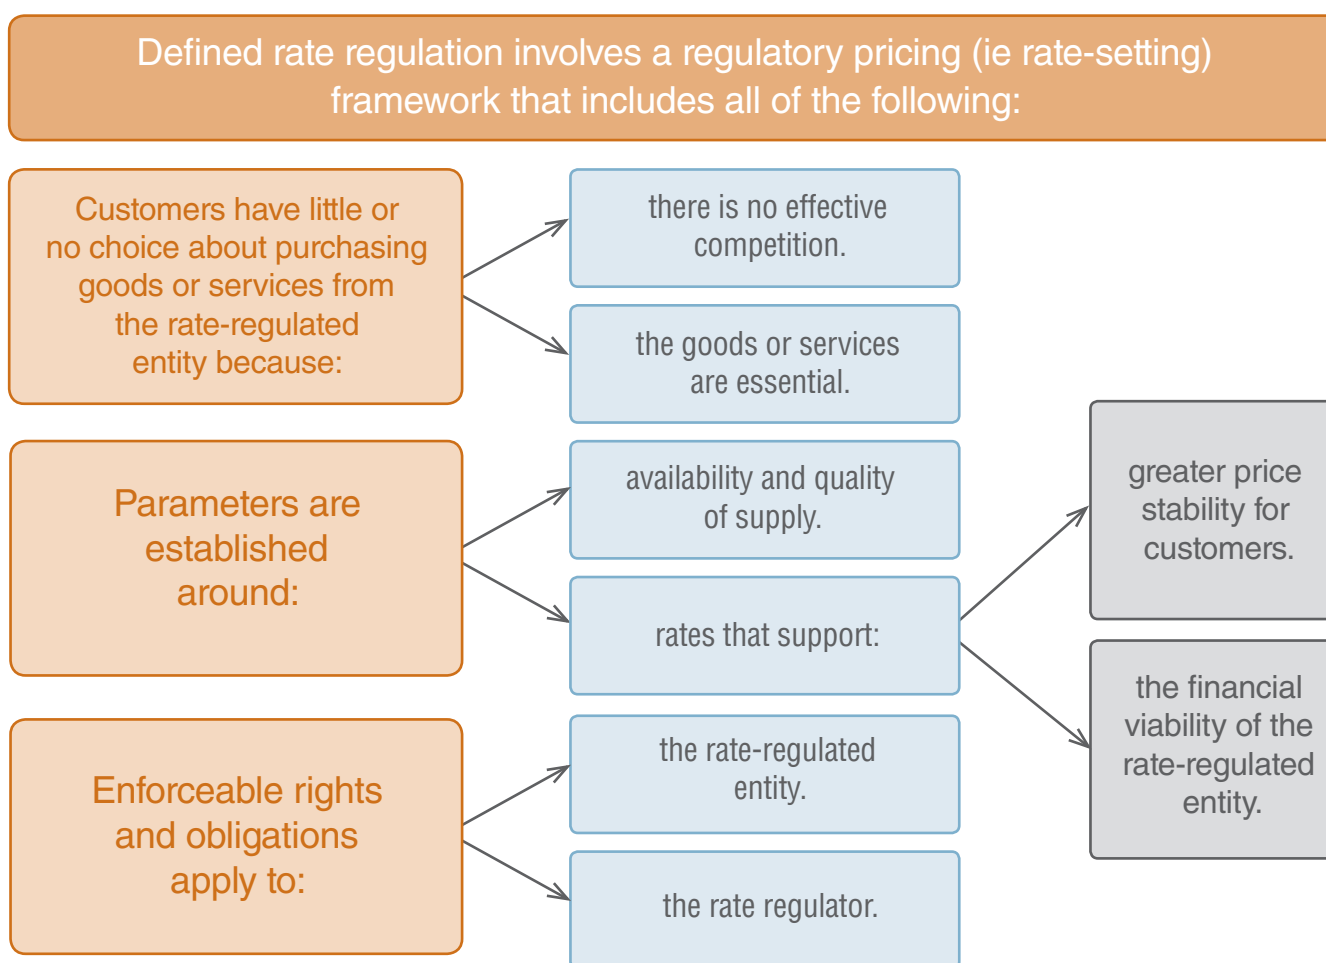 Defined rate regulation involves a regulatory pricing (ie rate-setting)
framework that includes all of the following:
Customers have little or
no choice about purchasing
goods or services from
the rate-regulated
entity because:
there is no effective
competition.
the goods or services
are essential.
Parameters are
established
around:
availability and quality
of supply.
rates that support:
greater price
stability for
customers.
the financial
viability of the
rate-regulated
entity.
Enforceable rights
and obligations
apply to:
the rate-regulated
entity.
the rate regulator.